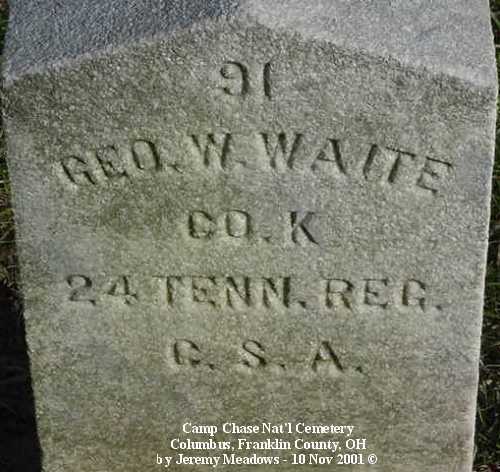 91
GEO. W. WAITE
CO. K
24 TENN. REG.
C. S. A.
Camp Chase Nat'l Cemetery
Columbus, Franklin County, OH
by Jeremy Meadows - 10 Nov 2001 ©